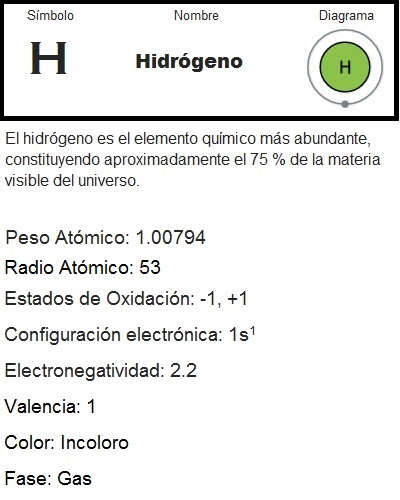 Símbolo Nombre Diagrama
H Hidrógeno H
El hidrógeno es el elemento químico más abundante,
constituyendo aproximadamente el 75 % de la materia
visible del universo.
Peso Atómico: 1.00794
Radio Atómico: 53
Estados de Oxidación: -1, +1
Configuración electrónica: 1s¹
Electronegatividad: 2.2
Valencia: 1
Color: Incoloro
Fase: Gas